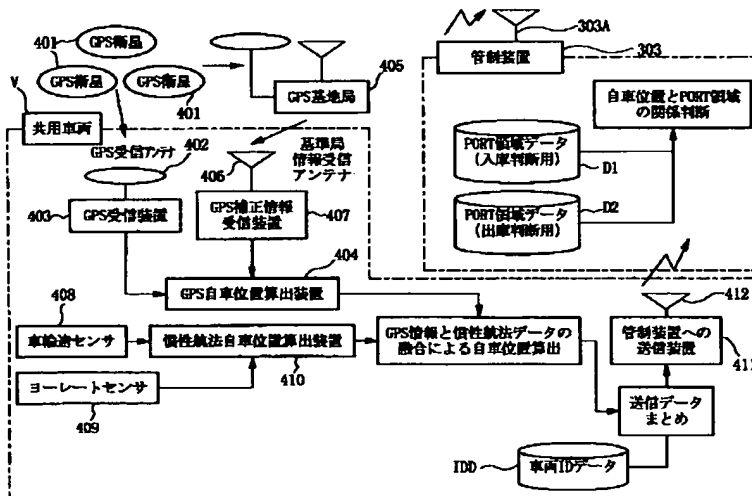 303A
管制装置
303
401
GPS衛星
GPS衛星
GPS衛星
401
GPS基地局
405
V
共用車両
自車位置とPORT領域
の関係判断
PORT領域データ
(入庫判断用)
D1
PORT領域データ
(出庫判断用)
D2
GPS受信アンテナ
402
406
基準局
情報受信
アンテナ
403
GPS受信装置
GPS補正情報
受信装置
407
404
GPS自車位置算出装置
412
408
車輪速センサ
慣性航法自車位置算出装置
410
GPS情報と慣性航法データの
融合による自車位置算出
管制装置への
送信装置
411
ヨーレートセンサ
409
送信データ
まとめ
IDD
車両IDデータ